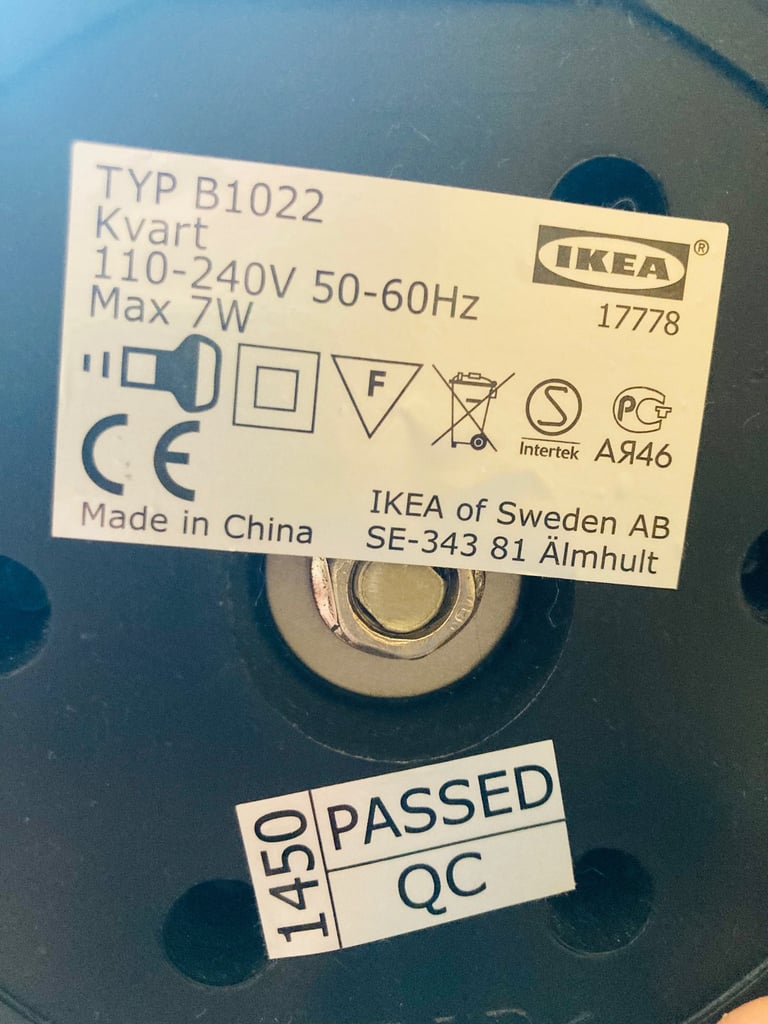 TYP B1022
Kvart
110-240V 50-60Hz
Max 7W
IKEA®
17778
F
S
Intertek
РСТ
АЯ46
CE
Made in China
IKEA of Sweden AB
SE-343 81 Älmhult
1450
PASSED
QC